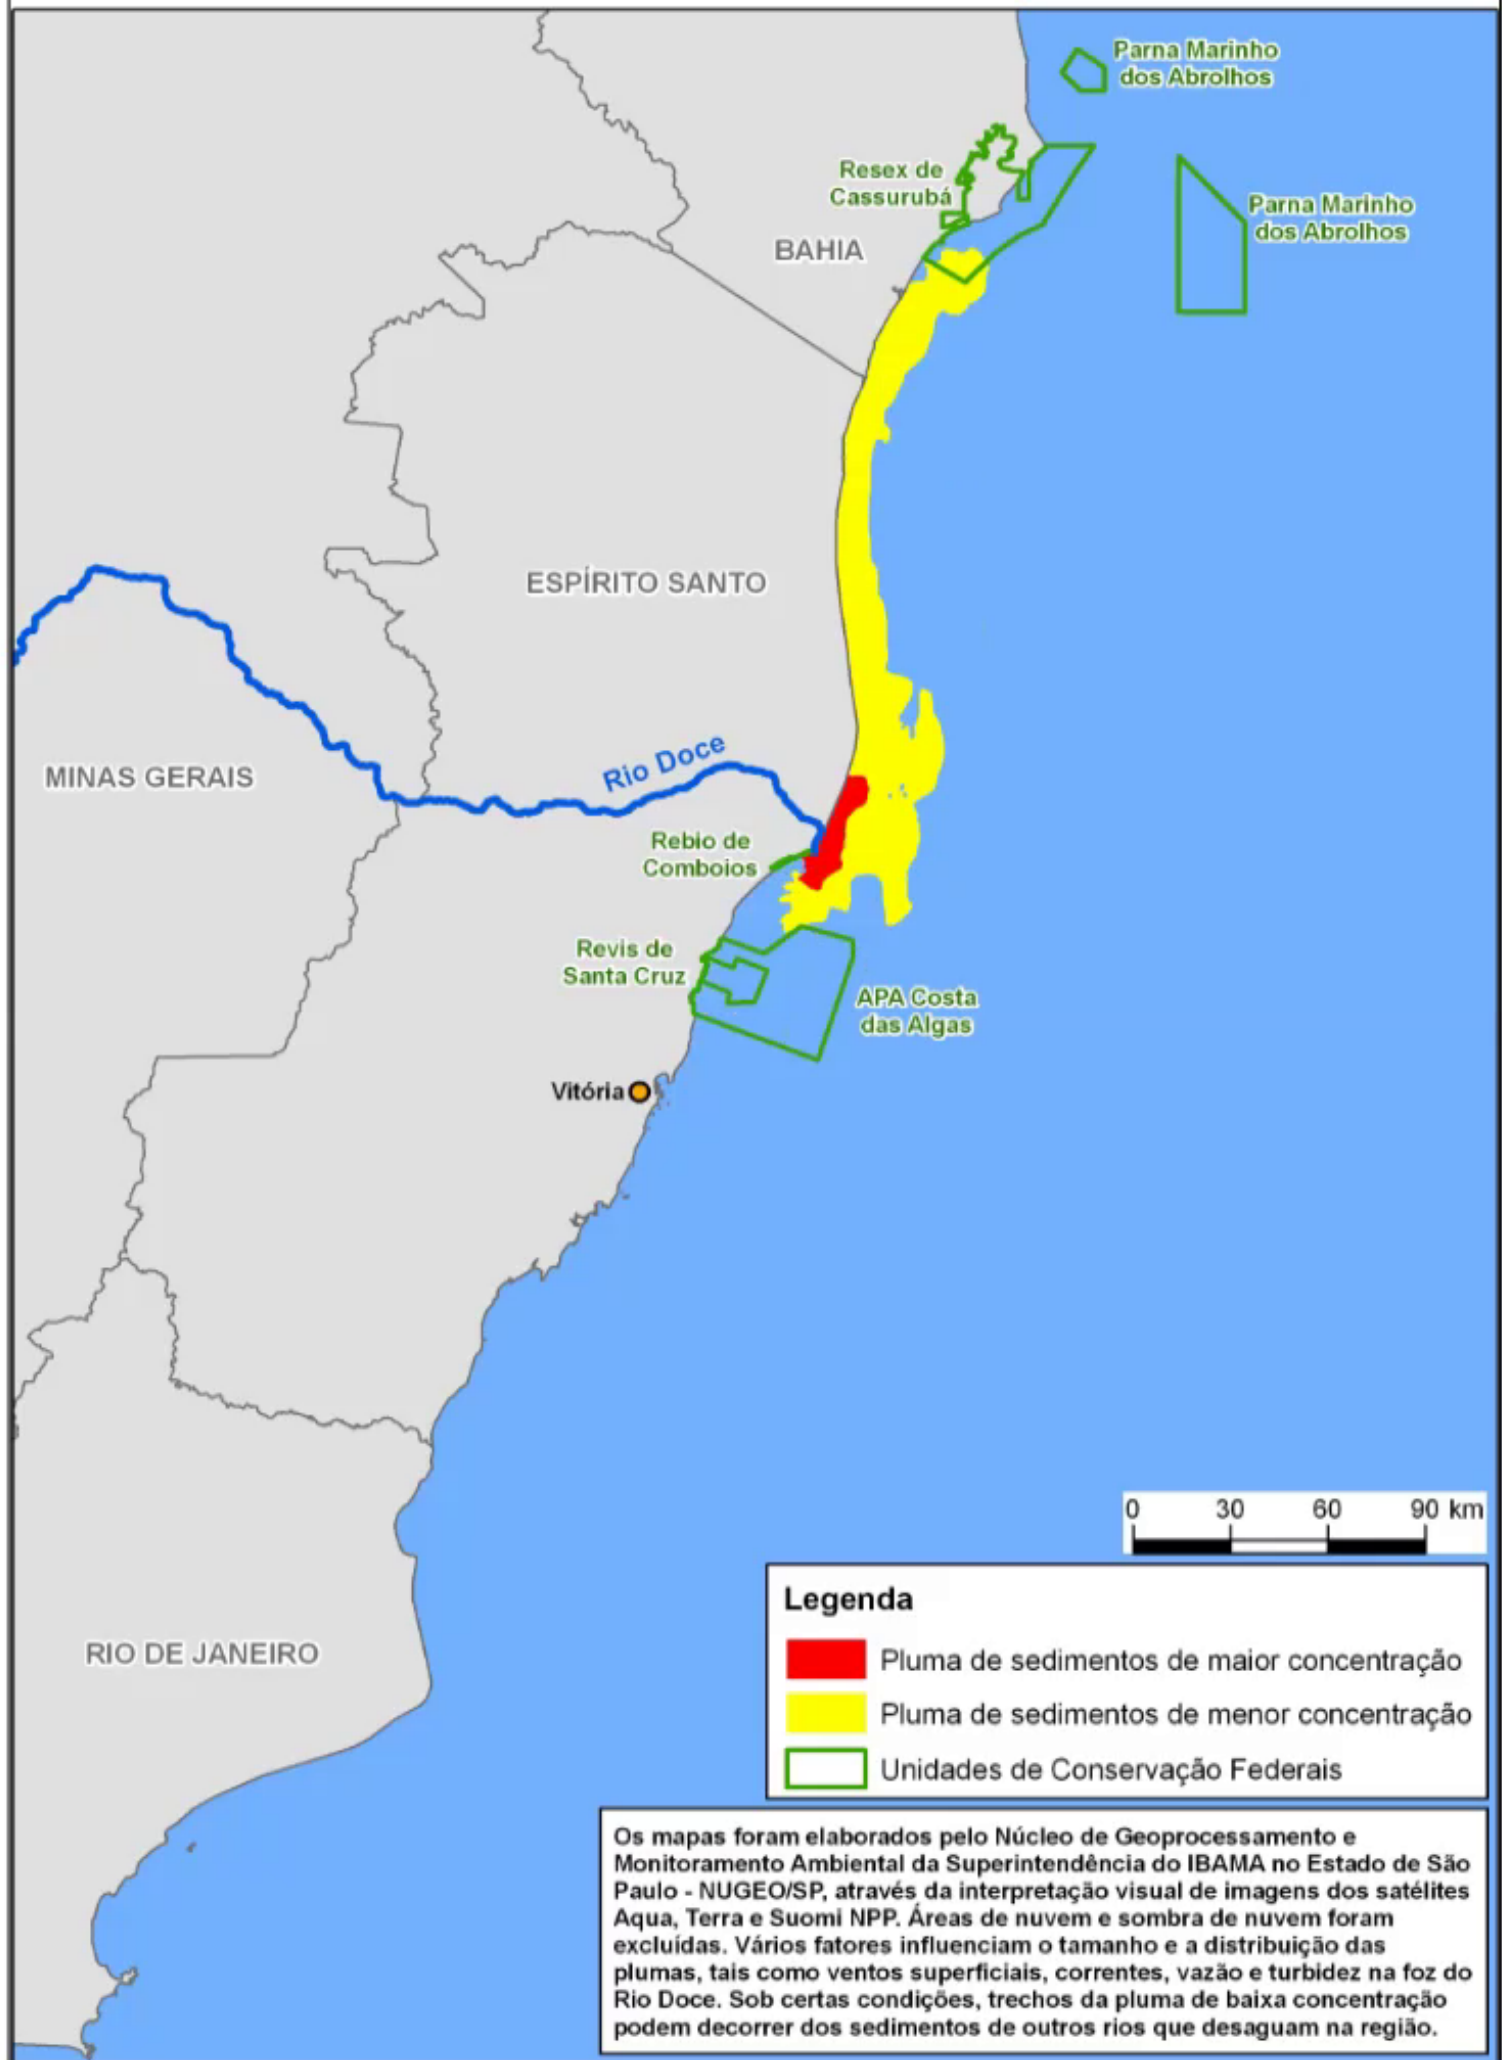 Parna Marinho
dos Abrolhos
Resex de
Cassurubá
Parna Marinho
dos Abrolhos
BAHIA
ESPÍRITO SANTO
MINAS GERAIS
Rio Doce
Rebio de
Comboios
Revis de
Santa Cruz
APA Costa
das Algas
Vitória
RIO DE JANEIRO
0 30 60 90 km
Legenda
Pluma de sedimentos de maior concentração
Pluma de sedimentos de menor concentração
Unidades de Conservação Federais
Os mapas foram elaborados pelo Núcleo de Geoprocessamento e
Monitoramento Ambiental da Superintendência do IBAMA no Estado de São
Paulo - NUGEO/SP, através da interpretação visual de imagens dos satélites
Aqua, Terra e Suomi NPP. Áreas de nuvem e sombra de nuvem foram
excluídas. Vários fatores influenciam o tamanho e a distribuição das
plumas, tais como ventos superficiais, correntes, vazão e turbidez na foz do
Rio Doce. Sob certas condições, trechos da pluma de baixa concentração
podem decorrer dos sedimentos de outros rios que desaguam na região.